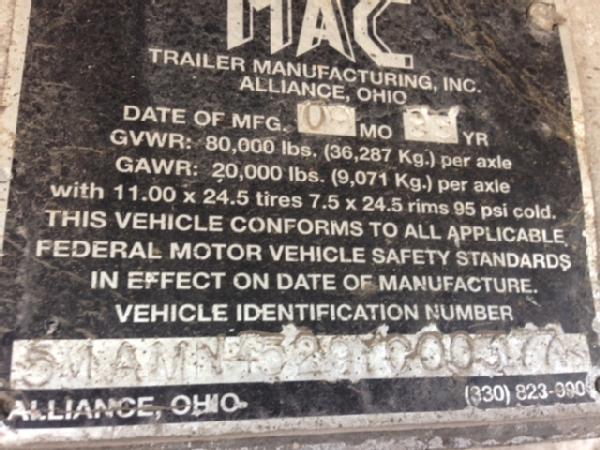 MAC
TRAILER MANUFACTURING, INC.
ALLIANCE, OHIO
DATE OF MFG. MO YR
GVWR: 80,000 lbs. (36,287 Kg.) per axle
GAWR: 20,000 lbs. (9,071 Kg.) per axle
with 11.00 x 24.5 tires 7.5 x 24.5 rims 95 psi cold.
THIS VEHICLE CONFORMS TO ALL APPLICABLE
FEDERAL MOTOR VEHICLE SAFETY STANDARDS
IN EFFECT ON DATE OF MANUFACTURE.
VEHICLE IDENTIFICATION NUMBER
ALLIANCE, OHIO (330)